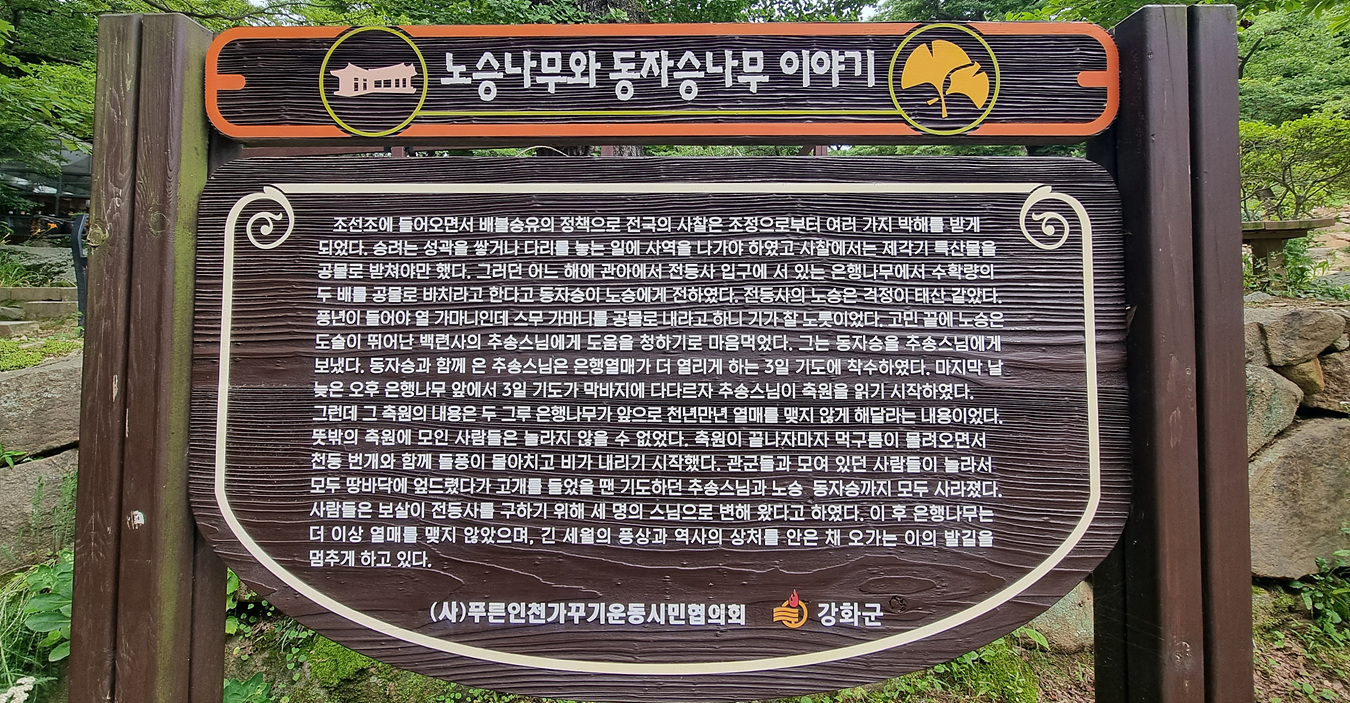 노승나무와 동자승나무 이야기
조선조에 들어오면서 배불숭유의 정책으로 전국의 사찰은 조정으로부터 여러 가지 박해를 받게
되었다. 승려는 성곽을 쌓거나 다리를 놓는 일에 사역을 나가야 하였고 사찰에서는 제각기 특산물을
공물로 받쳐야만 했다. 그러던 어느 해에 관아에서 전등사 입구에 서 있는 은행나무에서 수확량의
두 배를 공물로 바치라고 한다고 동자승이 노승에게 전하였다. 전등사의 노승은 걱정이 태산 같았다.
풍년이 들어야 열 가마니인데 스무 가마니를 공물로 내라고 하니 기가 찰 노릇이었다. 고민 끝에 노승은
도술이 뛰어난 백련사의 추송스님에게 도움을 청하기로 마음먹었다. 그는 동자승을 추송스님에게
보냈다. 동자승과 함께 온 추송스님은 은행열매가 더 열리게 하는 3일 기도에 착수하였다. 마지막 날
늦은 오후 은행나무 앞에서 3일 기도가 막바지에 다다르자 추송스님이 축원을 읽기 시작하였다.
그런데 그 축원의 내용은 두 그루 은행나무가 앞으로 천년만년 열매를 맺지 않게 해달라는 내용이었다.
뜻밖의 축원에 모인 사람들은 놀라지 않을 수 없었다. 축원이 끝나자마자 먹구름이 몰려오면서
천둥 번개와 함께 돌풍이 몰아치고 비가 내리기 시작했다. 관군들과 모여 있던 사람들이 놀라서
모두 땅바닥에 엎드렸다가 고개를 들었을 땐 기도하던 추송스님과 노승 동자승까지 모두 사라졌다.
사람들은 보살이 전등사를 구하기 위해 세 명의 스님으로 변해 왔다고 하였다. 이 후 은행나무는
더 이상 열매를 맺지 않았으며, 긴 세월의 풍상과 역사의 상처를 안은 채 오가는 이의 발길을
멈추게 하고 있다.
(사)푸른인천가꾸기운동시민협의회 강화군